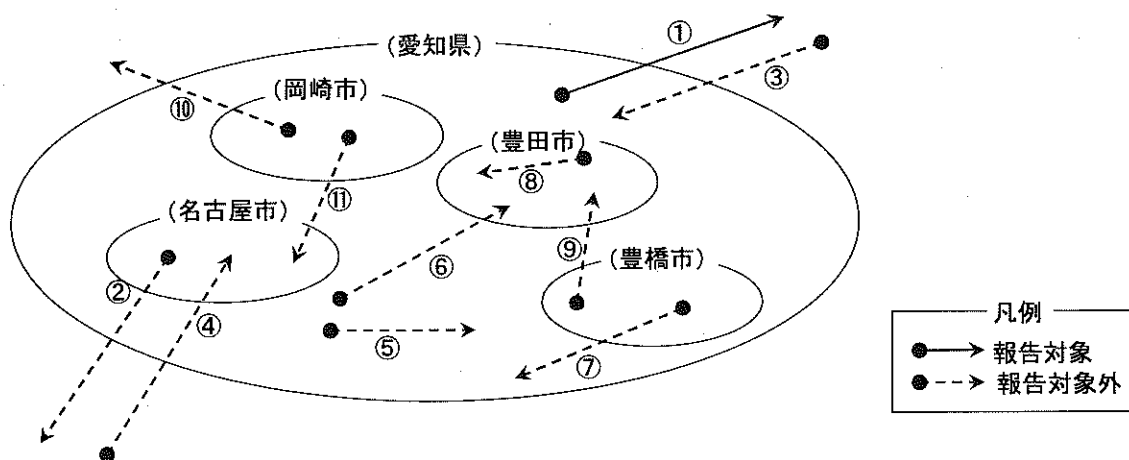 ①
(愛知県)
③
⑩
(岡崎市)
(豊田市)
⑧
⑪
(名古屋市)
⑨
⑥
(豊橋市)
②
④
⑤
⑦
凡例
報告対象
報告対象外